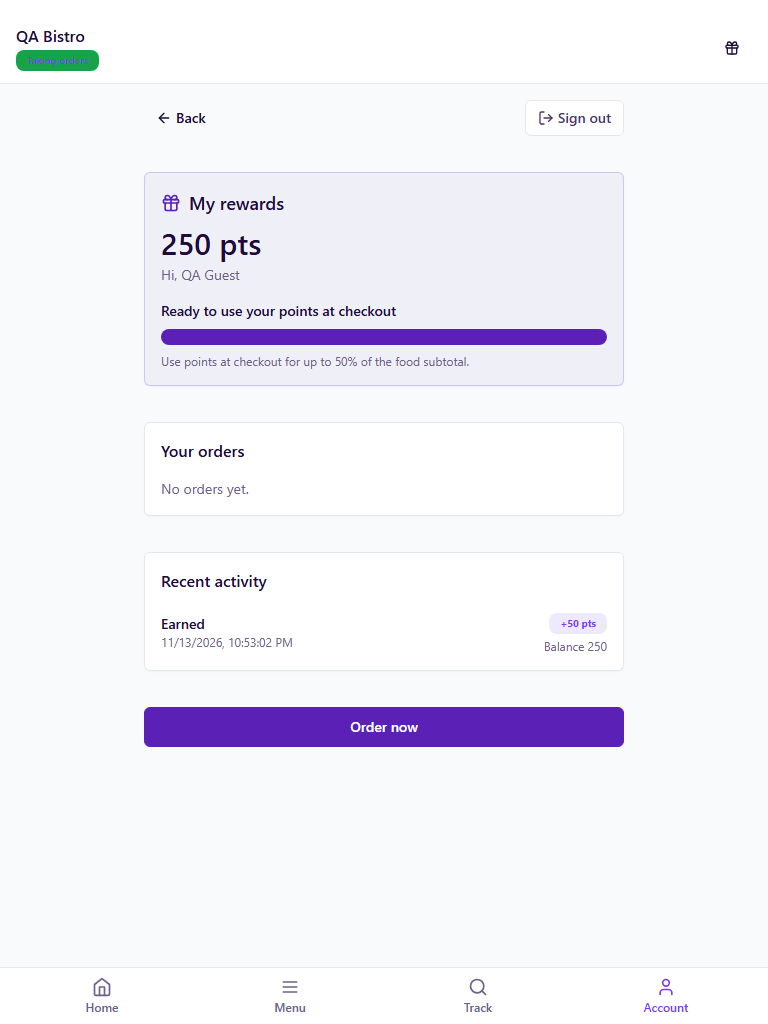 QA Bistro
Back
Sign out
My rewards
250 pts
Hi, QA Guest
Ready to use your points at checkout
Use points at checkout for up to 50% of the food subtotal.
Your orders
No orders yet.
Recent activity
Earned
+50 pts
11/13/2026, 10:53:02 PM
Balance 250
Order now
Home
Menu
Track
Account